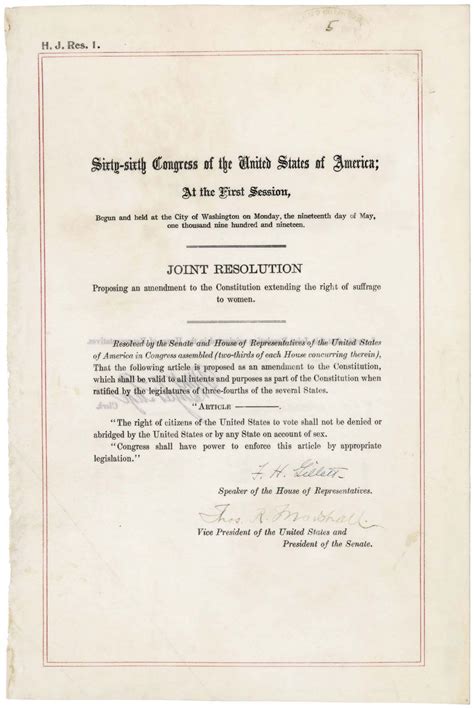 5
H. J. Res. 1.
Sixty-sixth Congress of the United States of America;
At the First Session,
Begun and held at the City of Washington on Monday, the nineteenth day of May,
one thousand nine hundred and nineteen.
JOINT RESOLUTION
Proposing an amendment to the Constitution extending the right of suffrage
to women.
Resolved by the Senate and House of Representatives of the United States
of America in Congress assembled (two-thirds of each House concurring therein),
That the following article is proposed as an amendment to the Constitution,
which shall be valid to all intents and purposes as part of the Constitution when
ratified by the legislatures of three-fourths of the several States.
"ARTICLE ————.
"The right of citizens of the United States to vote shall not be denied or
abridged by the United States or by any State on account of sex.
"Congress shall have power to enforce this article by appropriate
legislation."
F. H. Gillett.
Speaker of the House of Representatives.
Thos. R. Marshall.
Vice President of the United States and
President of the Senate.